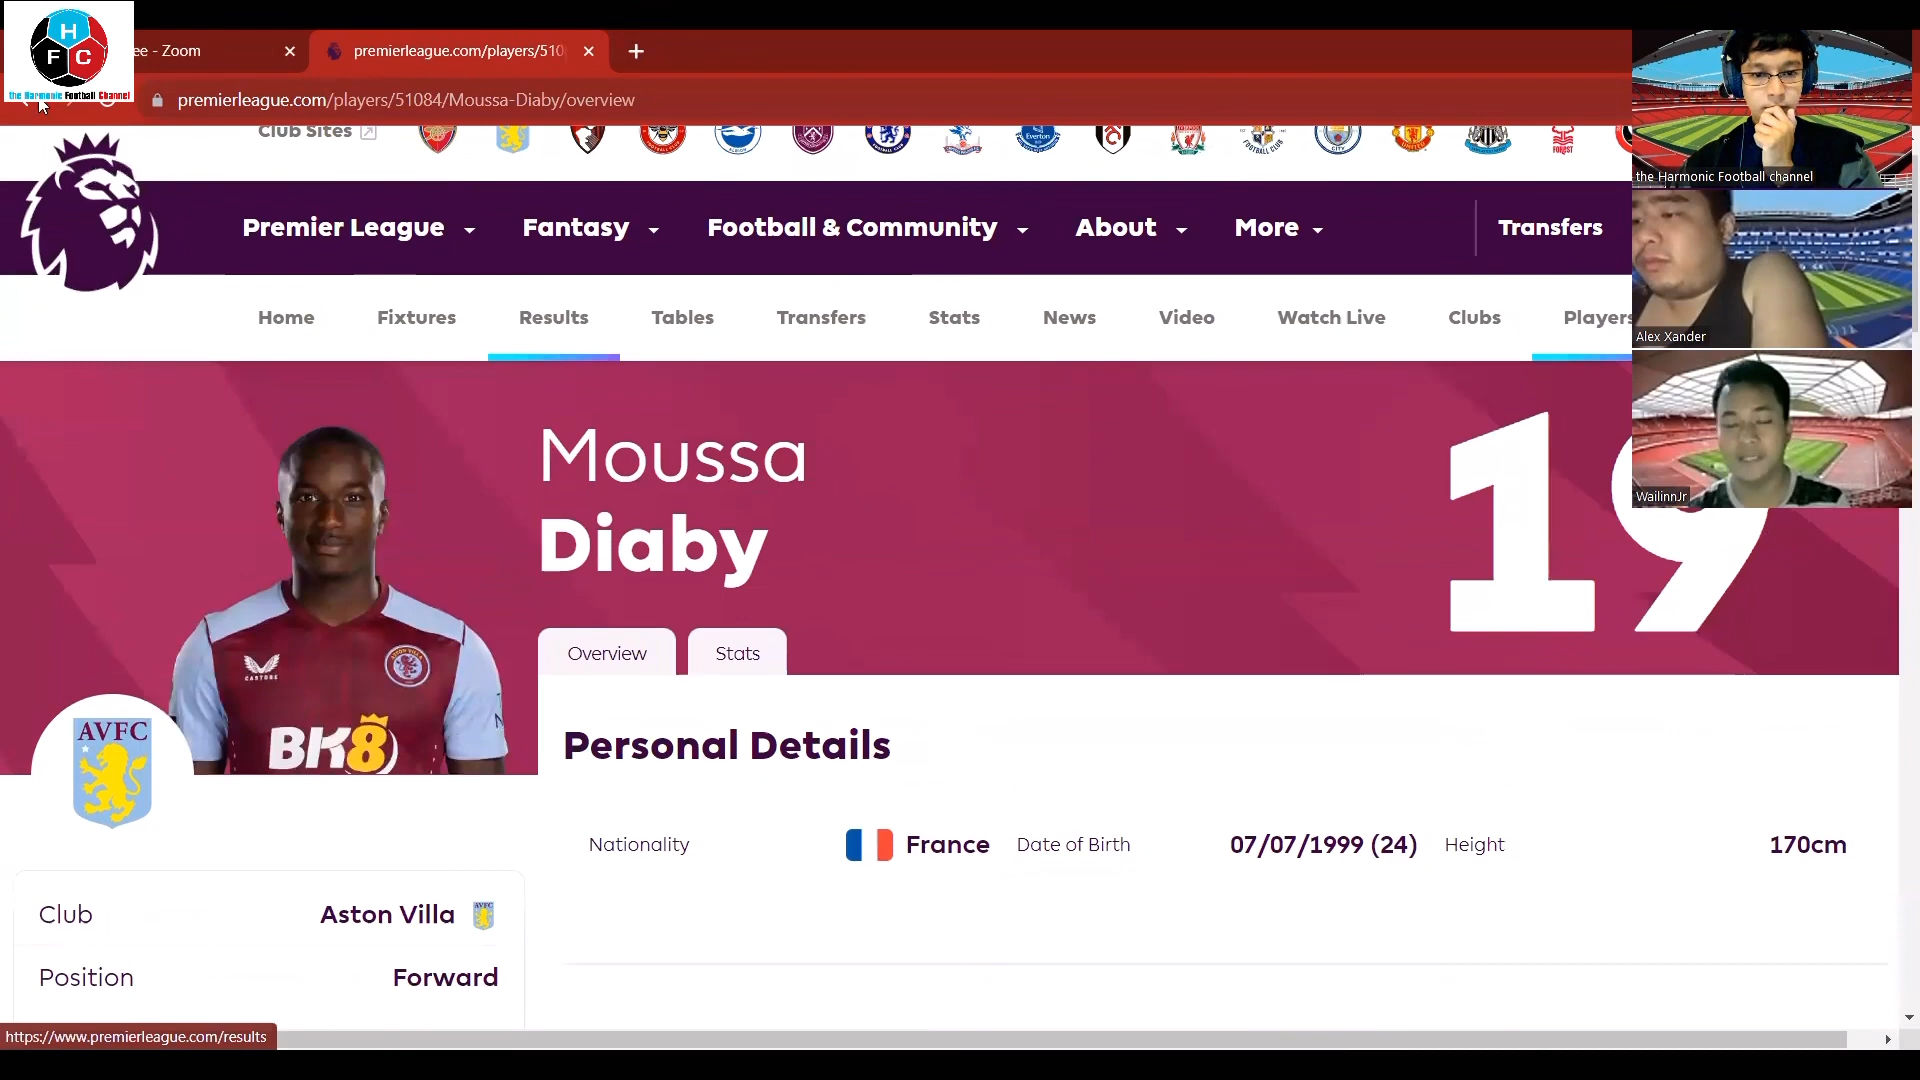 H
F C
the Harmonic Football Channel
ee - Zoom
premierleague.com/players/510
premierleague.com/players/51084/Moussa-Diaby/overview
Club Sites
Premier League
Fantasy
Football & Community
About
More
Transfers
Home
Fixtures
Results
Tables
Transfers
Stats
News
Video
Watch Live
Clubs
Players
the Harmonic Football channel
Alex Xander
WailinnJr
Moussa
Diaby
19
Overview
Stats
CASTORE
ASTON VILLA
BK8
AVFC
Personal Details
Nationality
France
Date of Birth
07/07/1999 (24)
Height
170cm
Club
Aston Villa
AVFC
Position
Forward
https://www.premierleague.com/results